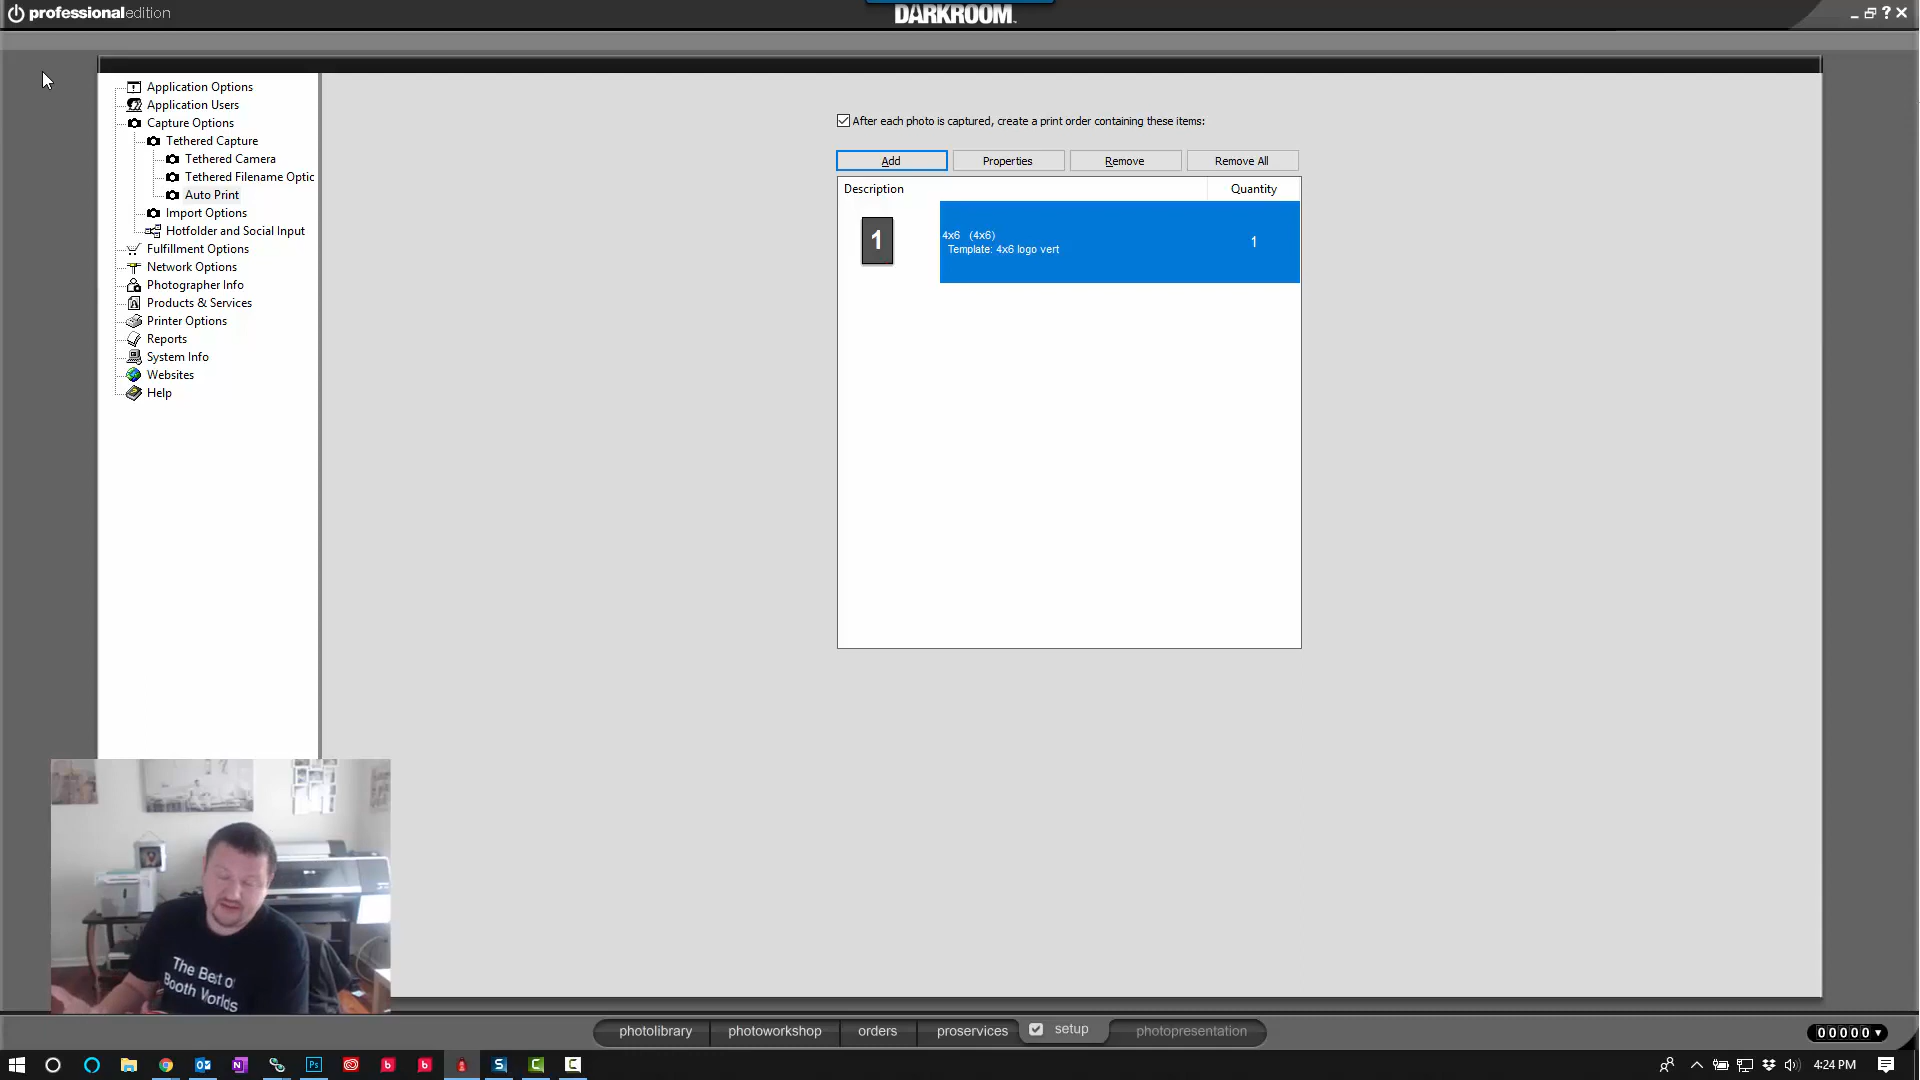 professionaledition
DARKROOM
Application Options
Application Users
Capture Options
Tethered Capture
Tethered Camera
Tethered Filename Optic
Auto Print
Import Options
Hotfolder and Social Input
Fulfillment Options
Network Options
Photographer Info
Products & Services
Printer Options
Reports
System Info
Websites
Help
After each photo is captured, create a print order containing these items:
Add
Properties
Remove
Remove All
Description
Quantity
1
4x6 (4x6)
Template: 4x6 logo vert
1
The Best of
Booth Worlds
photolibrary
photoworkshop
orders
proservices
setup
photopresentation
00000
4:24 PM